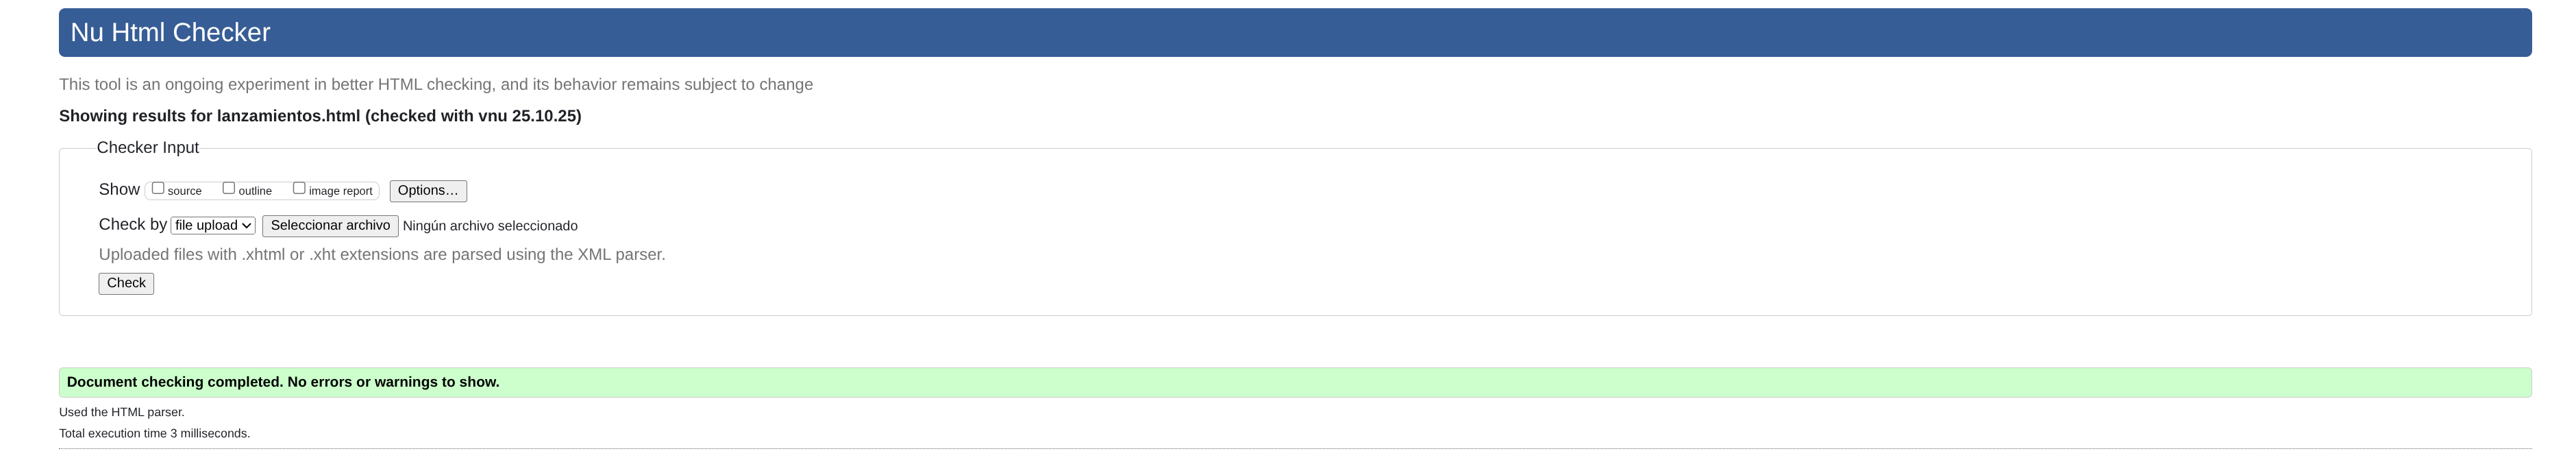 Nu Html Checker
This tool is an ongoing experiment in better HTML checking, and its behavior remains subject to change
Showing results for lanzamientos.html (checked with vnu 25.10.25)
Checker Input
Show source outline image report Options…
Check by file upload Seleccionar archivo Ningún archivo seleccionado
Uploaded files with .xhtml or .xht extensions are parsed using the XML parser.
Check
Document checking completed. No errors or warnings to show.
Used the HTML parser.
Total execution time 3 milliseconds.